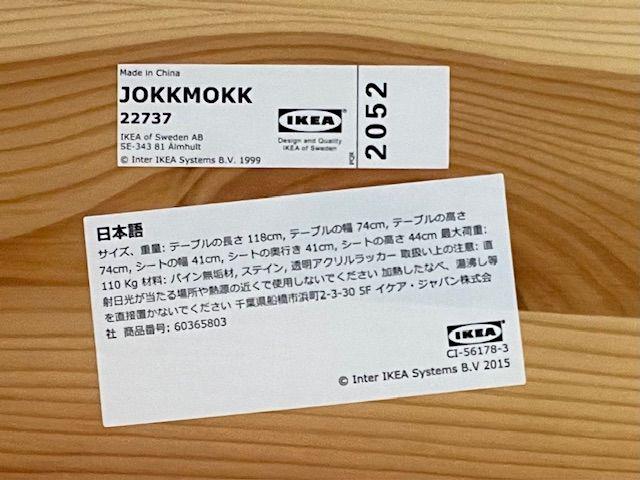 Made in China
JOKKMOKK
22737
IKEA of Sweden AB
SE-343 81 Älmhult
© Inter IKEA Systems B.V. 1999
IKEA
Design and Quality
IKEA of Sweden
PQR
2052
日本語
サイズ、重量: テーブルの長さ 118cm, テーブルの幅 74cm, テーブルの高さ
74cm, シートの幅 41cm, シートの奥行き 41cm, シートの高さ 44cm 最大荷重:
110 Kg 材料: パイン無垢材, ステイン, 透明アクリルラッカー 取扱い上の注意: 直
射日光が当たる場所や熱源の近くで使用しないでください 加熱したなべ、湯沸し等
を直接置かないでください 千葉県船橋市浜町2-3-30 5F イケア・ジャパン株式会
社 商品番号: 60365803
IKEA
CI-56178-3
© Inter IKEA Systems B.V 2015